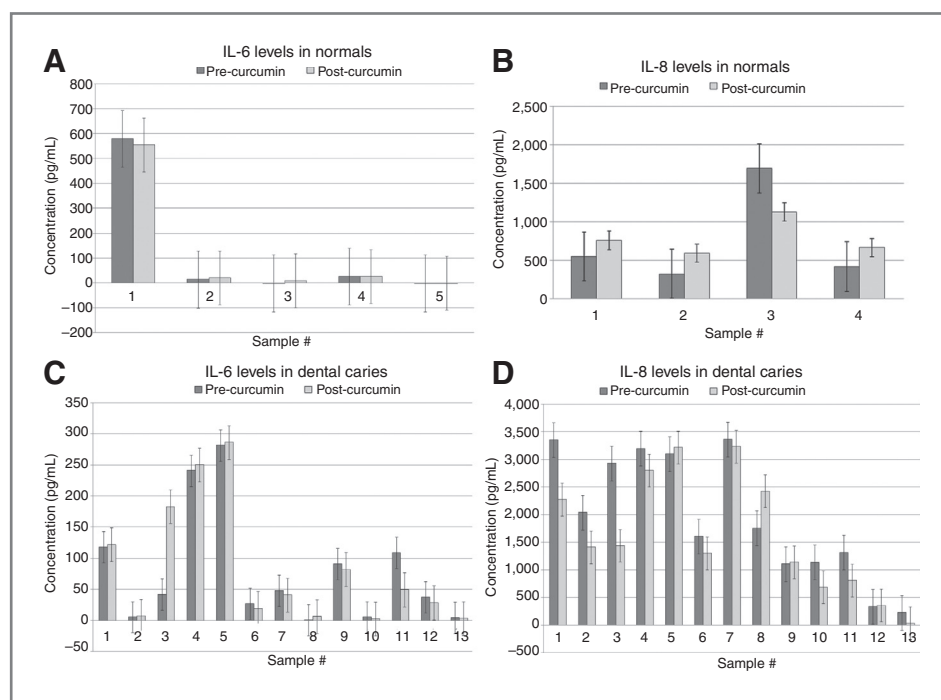 A
IL-6 levels in normals
Pre-curcumin Post-curcumin
Concentration (pg/mL)
800
700
600
500
400
300
200
100
0
–100
–200
1 2 3 4 5
Sample #
B
IL-8 levels in normals
Pre-curcumin Post-curcumin
Concentration (pg/mL)
2,500
2,000
1,500
1,000
500
0
1 2 3 4
Sample #
C
IL-6 levels in dental caries
Pre-curcumin Post-curcumin
Concentration (pg/mL)
350
300
250
200
150
100
50
0
–50
1 2 3 4 5 6 7 8 9 10 11 12 13
Sample #
D
IL-8 levels in dental caries
Pre-curcumin Post-curcumin
Concentration (pg/mL)
4,000
3,500
3,000
2,500
2,000
1,500
1,000
500
0
–500
1 2 3 4 5 6 7 8 9 10 11 12 13
Sample #